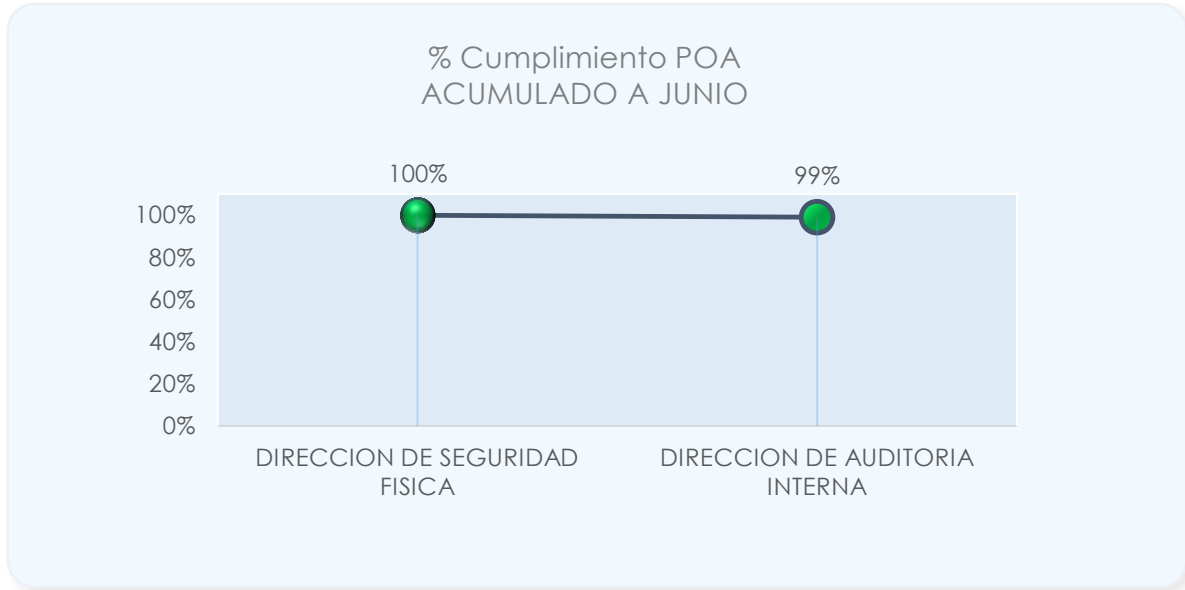 % Cumplimiento POA
ACUMULADO A JUNIO
100%
99%
100%
80%
60%
40%
20%
0%
DIRECCION DE SEGURIDAD
FISICA
DIRECCION DE AUDITORIA
INTERNA